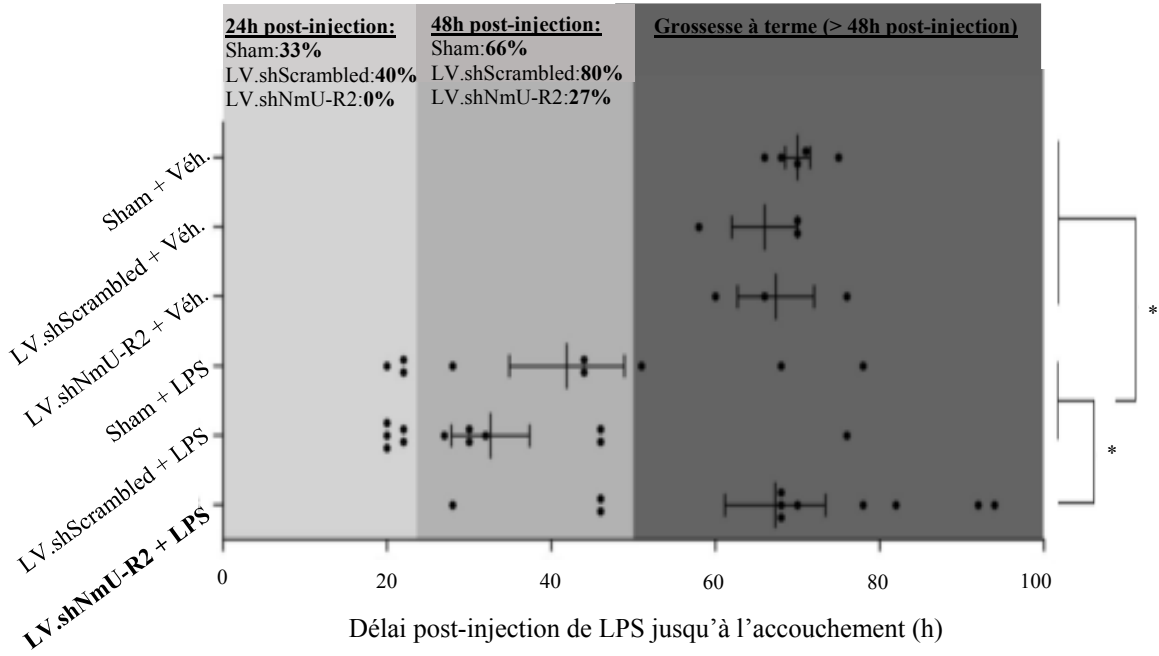 24h post-injection:
Sham:33%
LV.shScrambled:40%
LV.shNmU-R2:0%
48h post-injection:
Sham:66%
LV.shScrambled:80%
LV.shNmU-R2:27%
Grossesse à terme (> 48h post-injection)
Sham + Véh.
LV.shScrambled + Véh.
LV.shNmU-R2 + Véh.
Sham + LPS
LV.shScrambled + LPS
LV.shNmU-R2 + LPS
*
*
0 20 40 60 80 100
Délai post-injection de LPS jusqu’à l’accouchement (h)